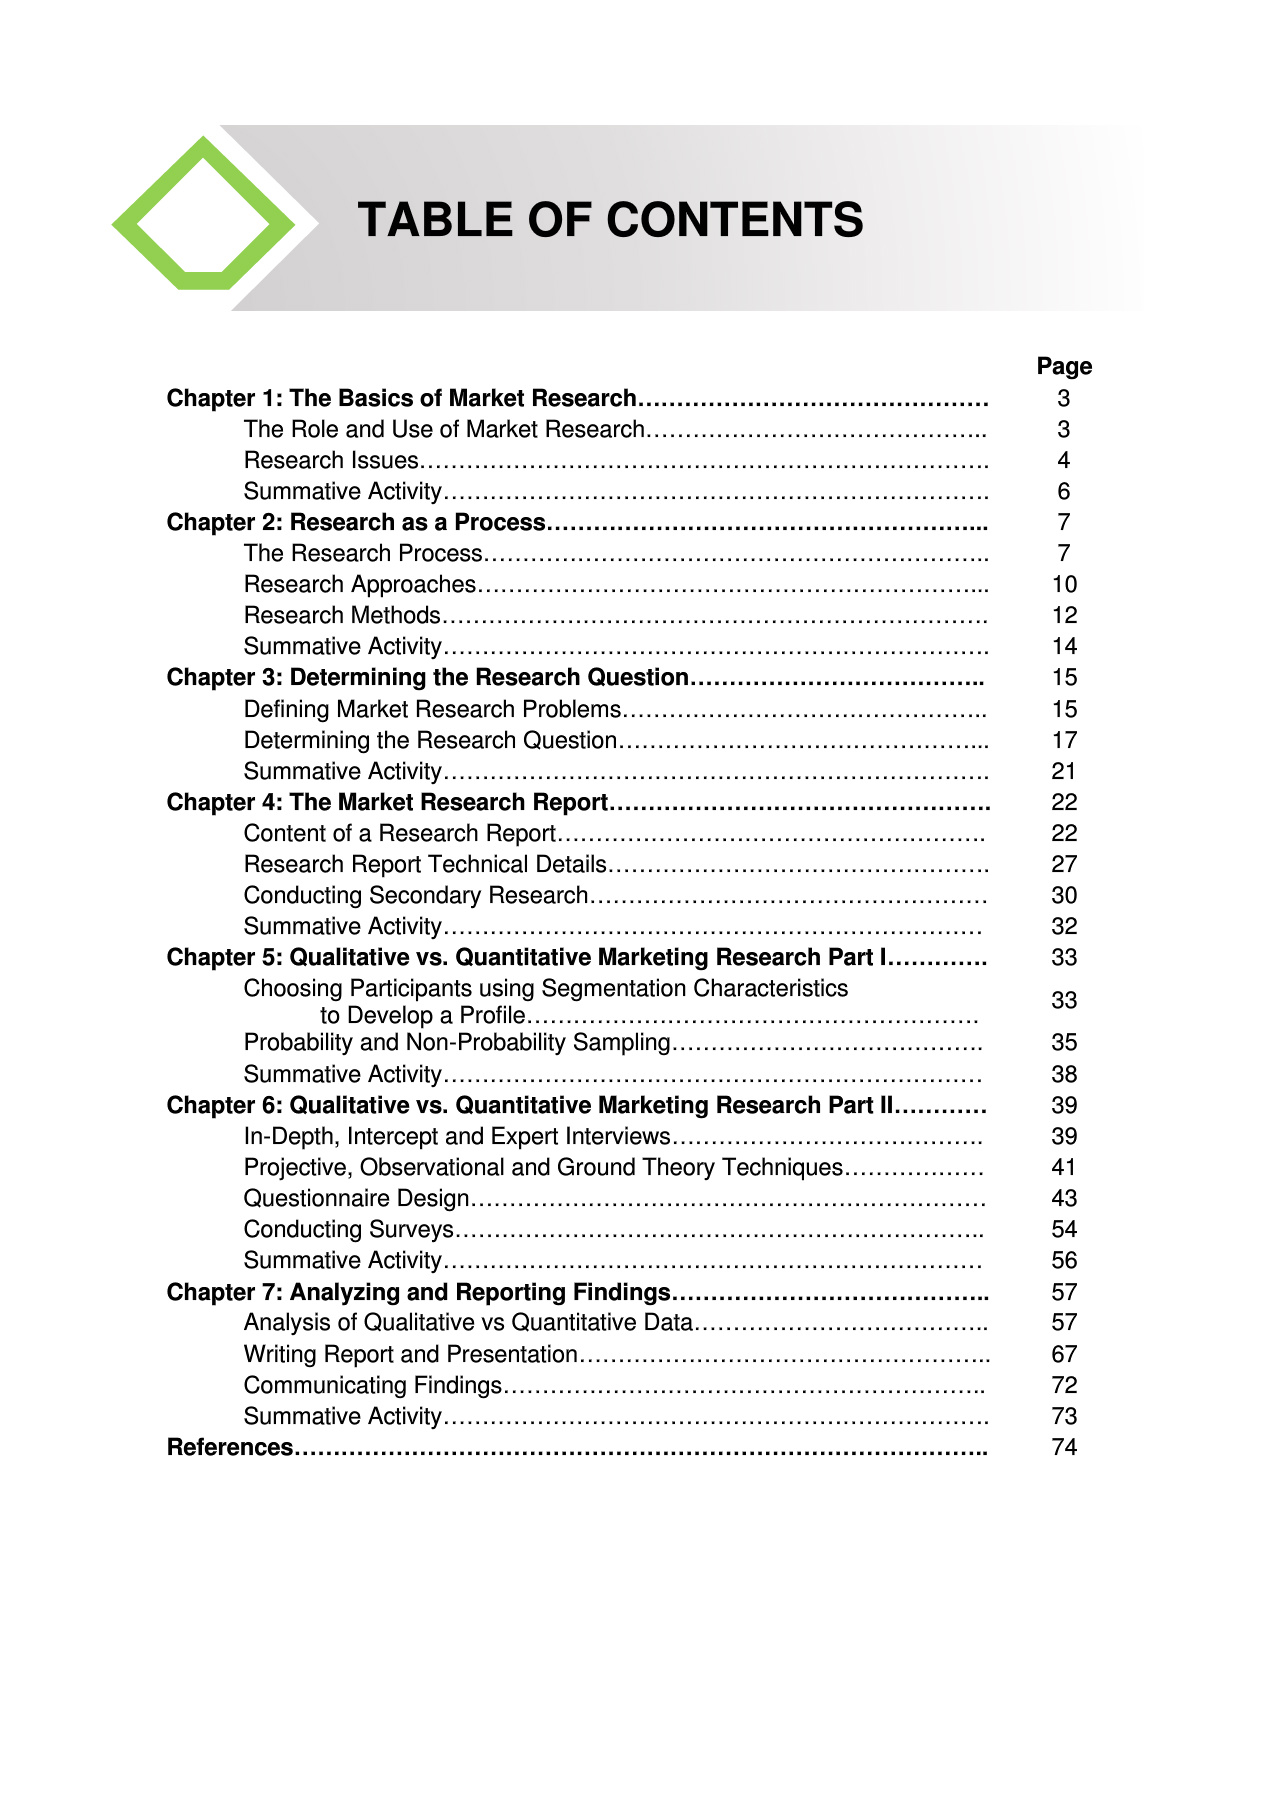 TABLE OF CONTENTS
Page
Chapter 1: The Basics of Market Research……………………………………… 3
The Role and Use of Market Research…………………………………….. 3
Research Issues………………………………………………………………. 4
Summative Activity……………………………………………………………. 6
Chapter 2: Research as a Process………………………………………………... 7
The Research Process……………………………………………………….. 7
Research Approaches………………………………………………………... 10
Research Methods……………………………………………………………. 12
Summative Activity……………………………………………………………. 14
Chapter 3: Determining the Research Question……………………………….. 15
Defining Market Research Problems……………………………………….. 15
Determining the Research Question………………………………………... 17
Summative Activity……………………………………………………………. 21
Chapter 4: The Market Research Report…………………………………………. 22
Content of a Research Report………………………………………………. 22
Research Report Technical Details…………………………………………. 27
Conducting Secondary Research…………………………………………… 30
Summative Activity…………………………………………………………… 32
Chapter 5: Qualitative vs. Quantitative Marketing Research Part I…………. 33
Choosing Participants using Segmentation Characteristics
to Develop a Profile…………………………………………………. 33
Probability and Non-Probability Sampling…………………………………. 35
Summative Activity…………………………………………………………… 38
Chapter 6: Qualitative vs. Quantitative Marketing Research Part II………… 39
In-Depth, Intercept and Expert Interviews…………………………………. 39
Projective, Observational and Ground Theory Techniques……………… 41
Questionnaire Design………………………………………………………… 43
Conducting Surveys………………………………………………………….. 54
Summative Activity…………………………………………………………… 56
Chapter 7: Analyzing and Reporting Findings………………………………….. 57
Analysis of Qualitative vs Quantitative Data……………………………….. 57
Writing Report and Presentation…………………………………………….. 67
Communicating Findings…………………………………………………….. 72
Summative Activity……………………………………………………………. 73
References…………………………………………………………………………….. 74